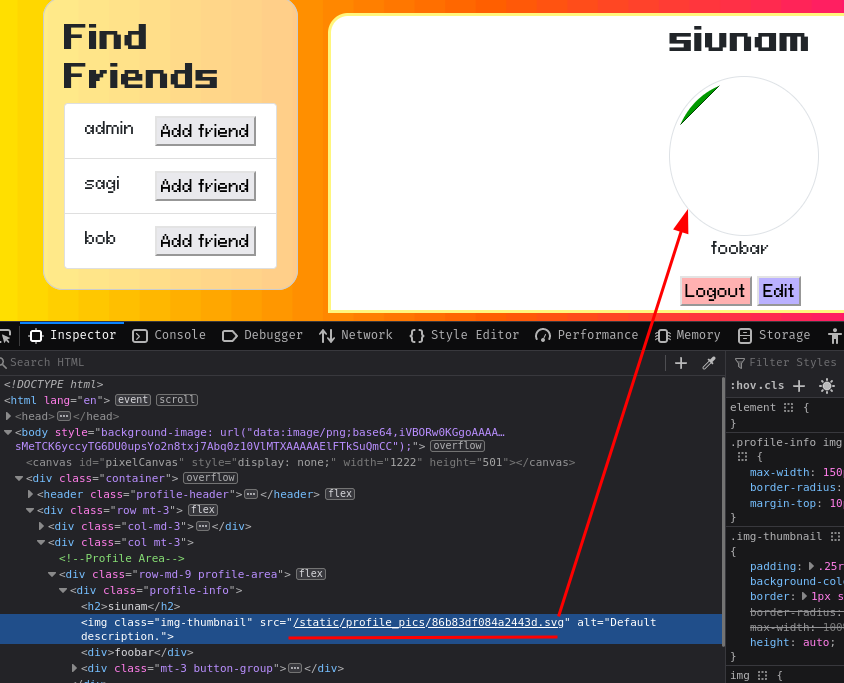 Find
Friends
admin Add friend
sagi Add friend
bob Add friend
siunam
foobar
Logout Edit
Inspector Console Debugger Network {} Style Editor Performance Memory Storage
Search HTML
<!DOCTYPE html>
<html lang="en"> event scroll
<head> ... </head>
<body style="background-image: url("data:image/png;base64,iVBORw0KGgoAAAA…
sMeTCK6yccyTG6DU0upsYo2n8txj7Abq0z10VlMTXAAAAAElFTkSuQmCC");"> overflow
<canvas id="pixelCanvas" style="display: none;" width="1222" height="501"></canvas>
<div class="container"> overflow
<header class="profile-header"> ... </header> flex
<div class="row mt-3"> flex
<div class="col-md-3"> ... </div>
<div class="col mt-3">
<!--Profile Area-->
<div class="row-md-9 profile-area"> flex
<div class="profile-info">
<h2>siunam</h2>
<img class="img-thumbnail" src="/static/profile_pics/86b83df084a2443d.svg" alt="Default
description.">
<div>foobar</div>
<div class="mt-3 button-group"> ... </div>
</div>
Filter Styles
:hov .cls +
element {
}
.profile-info img
{
max-width: 150
border-radius:
margin-top: 10
}
.img-thumbnail
{
padding: .25r
background-colo
border: 1px s
border-radius:
max-width: 100%
height: auto;
}
img {